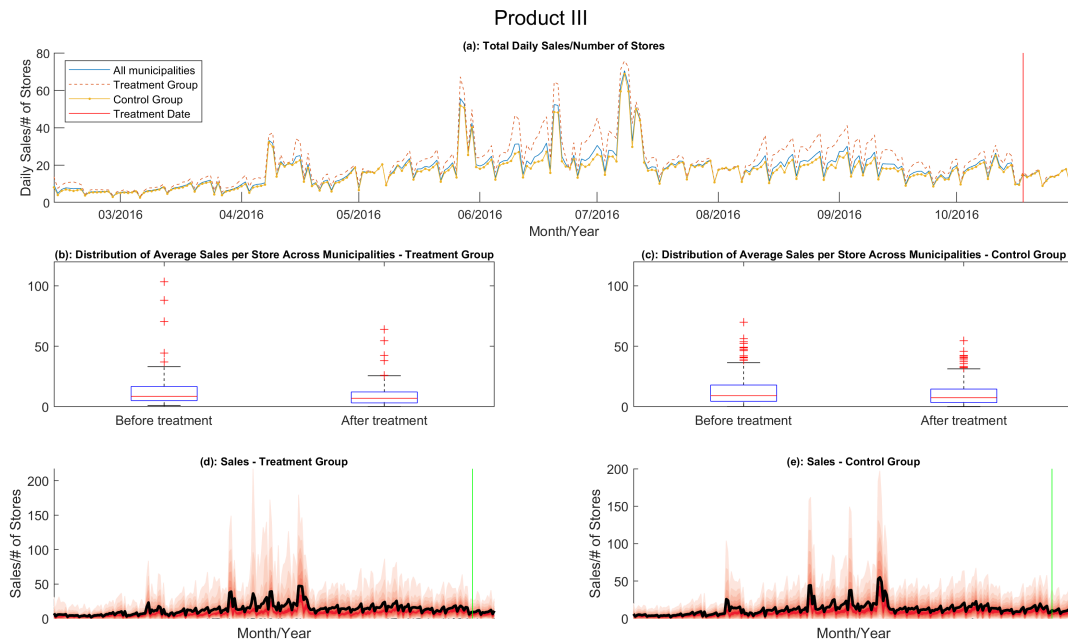 Product III
(a): Total Daily Sales/Number of Stores
Daily Sales/# of Stores
80
60
40
20
0
All municipalities
Treatment Group
Control Group
Treatment Date
03/2016 04/2016 05/2016 06/2016 07/2016 08/2016 09/2016 10/2016
Month/Year
(b): Distribution of Average Sales per Store Across Municipalities - Treatment Group
100
50
0
Before treatment After treatment
(c): Distribution of Average Sales per Store Across Municipalities - Control Group
100
50
0
Before treatment After treatment
(d): Sales - Treatment Group
Sales/# of Stores
200
150
100
50
0
Month/Year
(e): Sales - Control Group
Sales/# of Stores
200
150
100
50
0
Month/Year